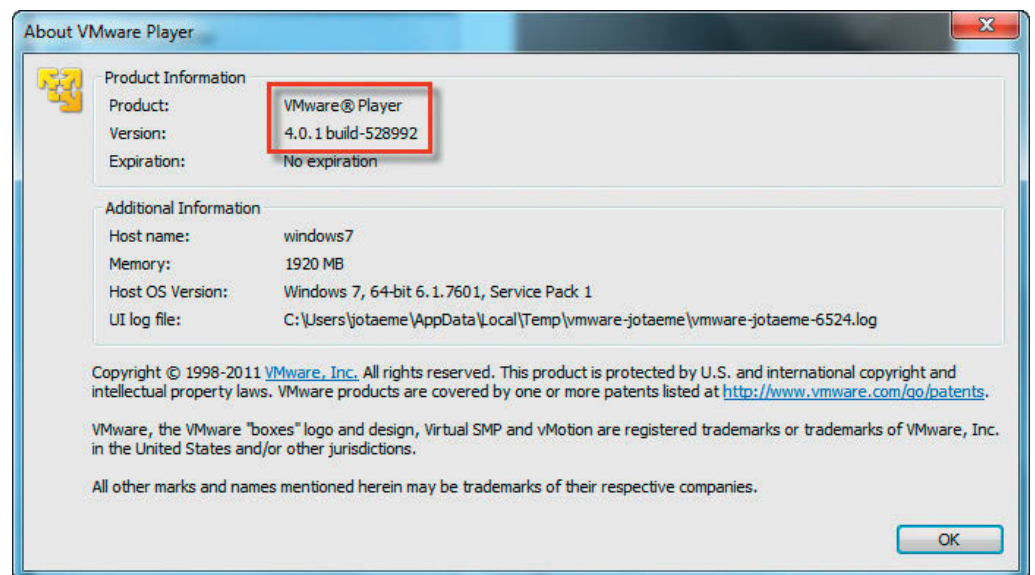 About VMware Player
Product Information
Product: VMware® Player
Version: 4.0.1 build-528992
Expiration: No expiration
Additional Information
Host name: windows7
Memory: 1920 MB
Host OS Version: Windows 7, 64-bit 6.1.7601, Service Pack 1
UI log file: C:\Users\jotaeme\AppData\Local\Temp\vmware-jotaeme\vmware-jotaeme-6524.log
Copyright © 1998-2011 VMware, Inc. All rights reserved. This product is protected by U.S. and international copyright and
intellectual property laws. VMware products are covered by one or more patents listed at http://www.vmware.com/go/patents.
VMware, the VMware "boxes" logo and design, Virtual SMP and vMotion are registered trademarks or trademarks of VMware, Inc.
in the United States and/or other jurisdictions.
All other marks and names mentioned herein may be trademarks of their respective companies.
OK